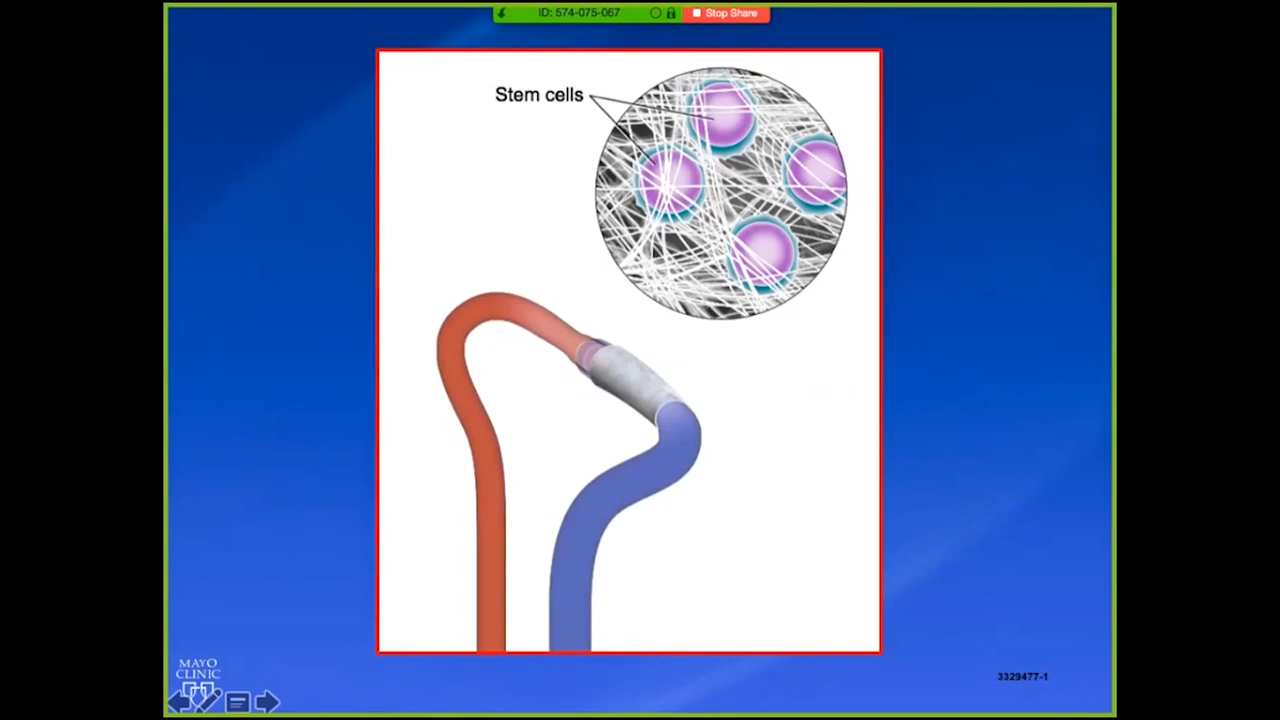 ID: 574-075-067
Stop Share
Stem cells
MAYO
CLINIC
3329477-1